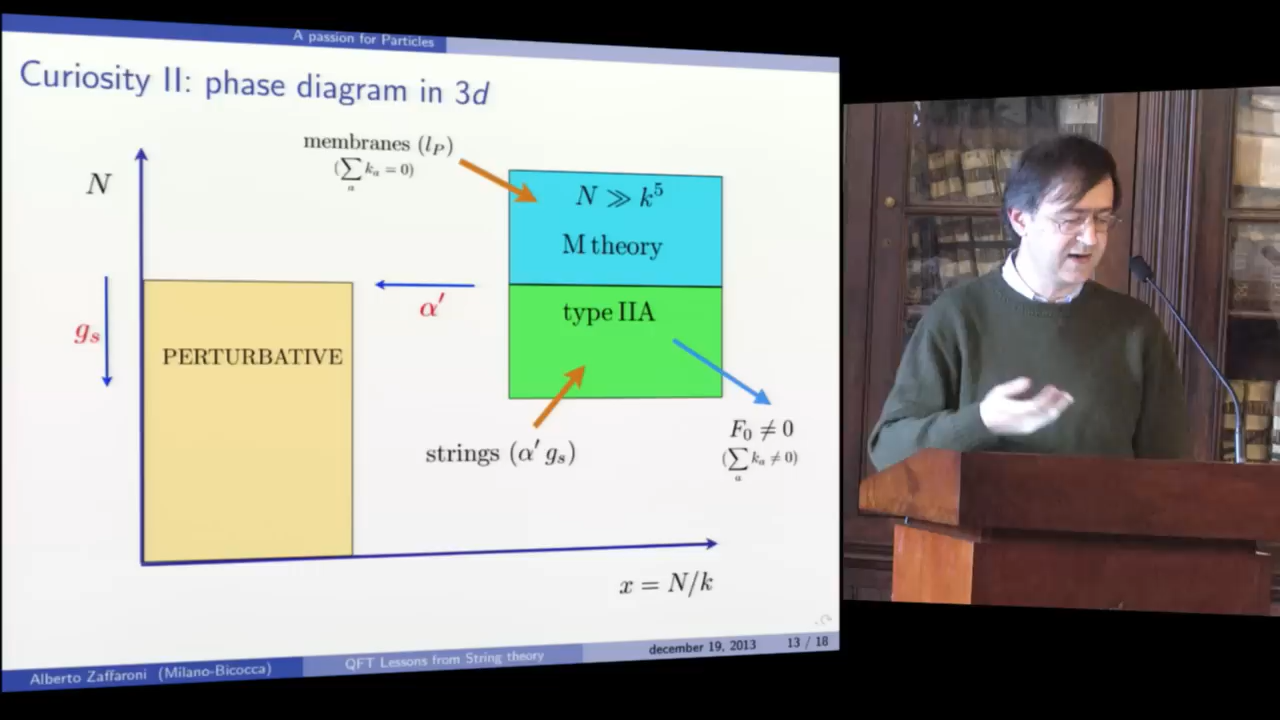 A passion for Particles
Curiosity II: phase diagram in 3d
membranes (l_P)
(∑_a k_a = 0)
N
N ≫ k^5
M theory
α′
type IIA
g_s
PERTURBATIVE
F_0 ≠ 0
(∑_a k_a ≠ 0)
strings (α′ g_s)
x = N/k
Alberto Zaffaroni (Milano-Bicocca)
QFT Lessons from String theory
december 19, 2013
13 / 18